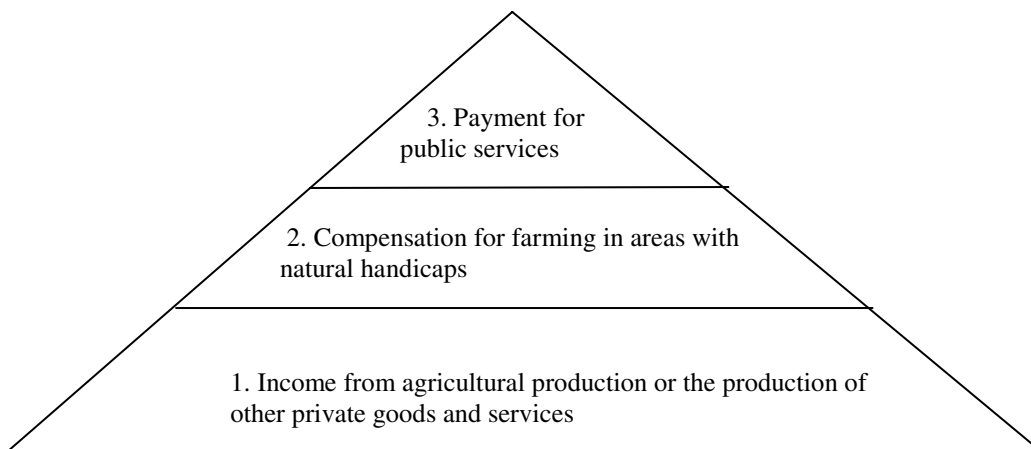 3. Payment for
public services
2. Compensation for farming in areas with
natural handicaps
1. Income from agricultural production or the production of
other private goods and services